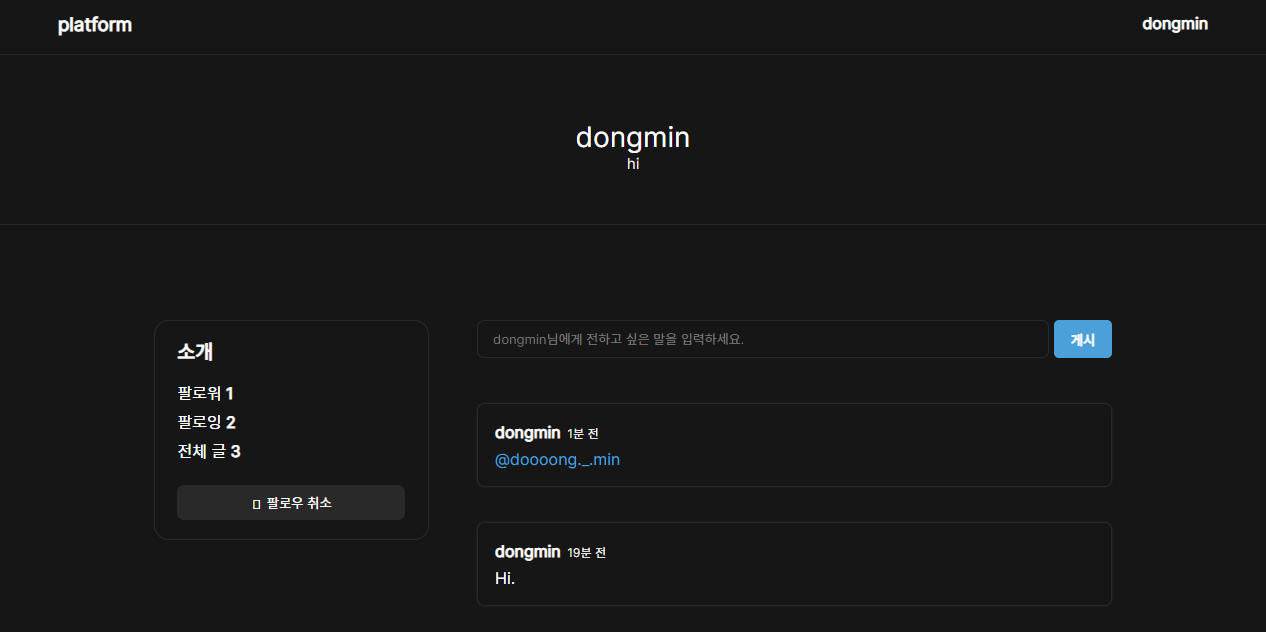 platform
dongmin
dongmin
hi
소개
팔로워 1
팔로잉 2
전체 글 3
팔로우 취소
dongmin님에게 전하고 싶은 말을 입력하세요.
게시
dongmin 1분 전
@doooong._.min
dongmin 19분 전
Hi.